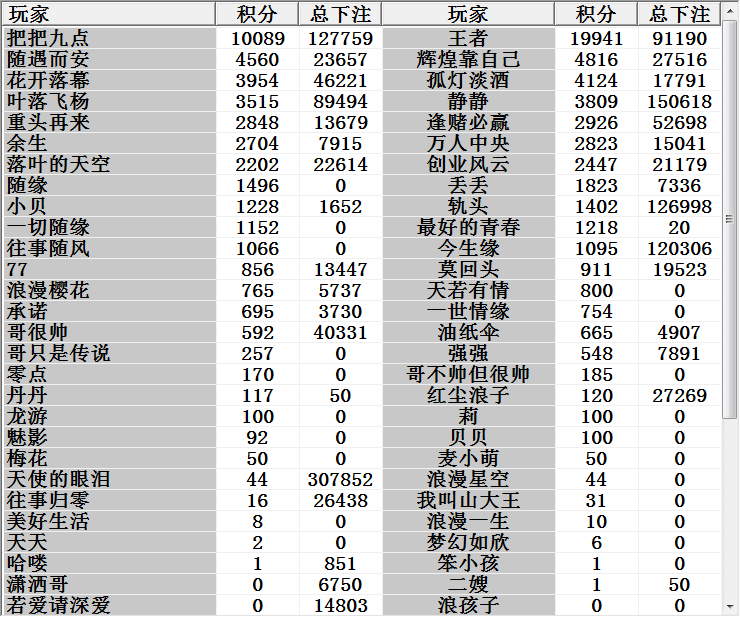 玩家 积分 总下注 玩家 积分 总下注
把把九点 10089 127759 王者 19941 91190
随遇而安 4560 23657 辉煌靠自己 4816 27516
花开落幕 3954 46221 孤灯淡酒 4124 17791
叶落飞杨 3515 89494 静静 3809 150618
重头再来 2848 13679 逢赌必赢 2926 52698
余生 2704 7915 万人中央 2823 15041
落叶的天空 2202 22614 创业风云 2447 21179
随缘 1496 0 丢丢 1823 7336
小贝 1228 1652 轨头 1402 126998
一切随缘 1152 0 最好的青春 1218 20
往事随风 1066 0 今生缘 1095 120306
77 856 13447 莫回头 911 19523
浪漫樱花 765 5737 天若有情 800 0
承诺 695 3730 一世情缘 754 0
哥很帅 592 40331 油纸伞 665 4907
哥只是传说 257 0 强强 548 7891
零点 170 0 哥不帅但很帅 185 0
丹丹 117 50 红尘浪子 120 27269
龙游 100 0 莉 100 0
魅影 92 0 贝贝 100 0
梅花 50 0 麦小萌 50 0
天使的眼泪 44 307852 浪漫星空 44 0
往事归零 16 26438 我叫山大王 31 0
美好生活 8 0 浪漫一生 10 0
天天 2 0 梦幻如欣 6 0
哈喽 1 851 笨小孩 1 0
潇洒哥 0 6750 二嫂 1 50
若爱请深爱 0 14803 浪孩子 0 0